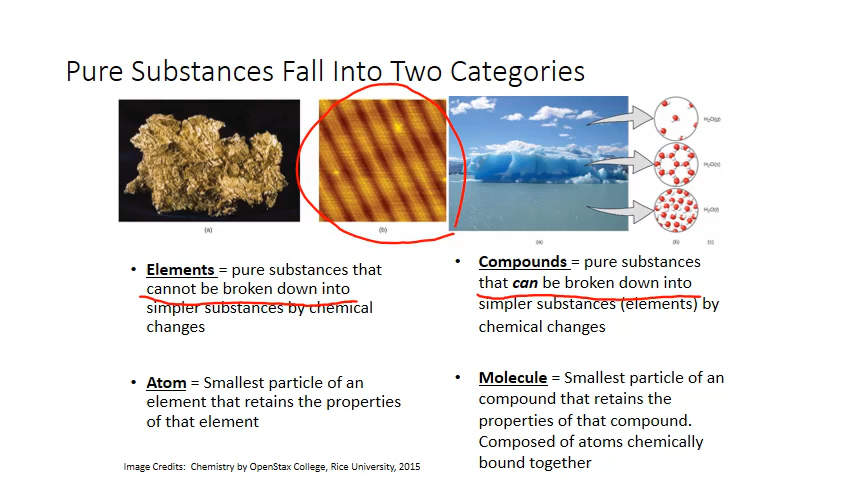 Pure Substances Fall Into Two Categories
(a)
(b)
(a)
(b)
(c)
H₂O(g)
H₂O(s)
H₂O(l)
• Elements = pure substances that
cannot be broken down into
simpler substances by chemical
changes
• Atom = Smallest particle of an
element that retains the properties
of that element
• Compounds = pure substances
that can be broken down into
simpler substances (elements) by
chemical changes
• Molecule = Smallest particle of an
compound that retains the
properties of that compound.
Composed of atoms chemically
bound together
Image Credits: Chemistry by OpenStax College, Rice University, 2015